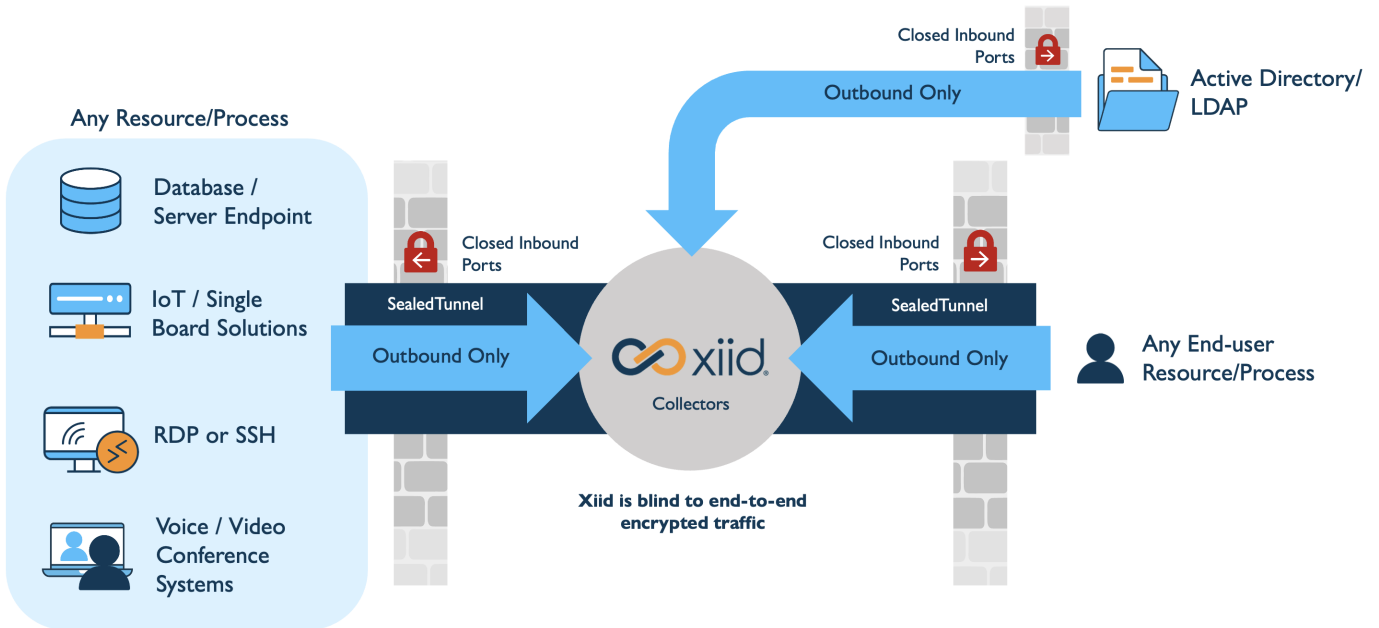 Closed Inbound
Ports
Outbound Only
Active Directory/
LDAP
Any Resource/Process
Database /
Server Endpoint
IoT / Single
Board Solutions
RDP or SSH
Voice / Video
Conference
Systems
Closed Inbound
Ports
SealedTunnel
Outbound Only
xiid®
Collectors
Xiid is blind to end-to-end
encrypted traffic
Closed Inbound
Ports
SealedTunnel
Outbound Only
Any End-user
Resource/Process